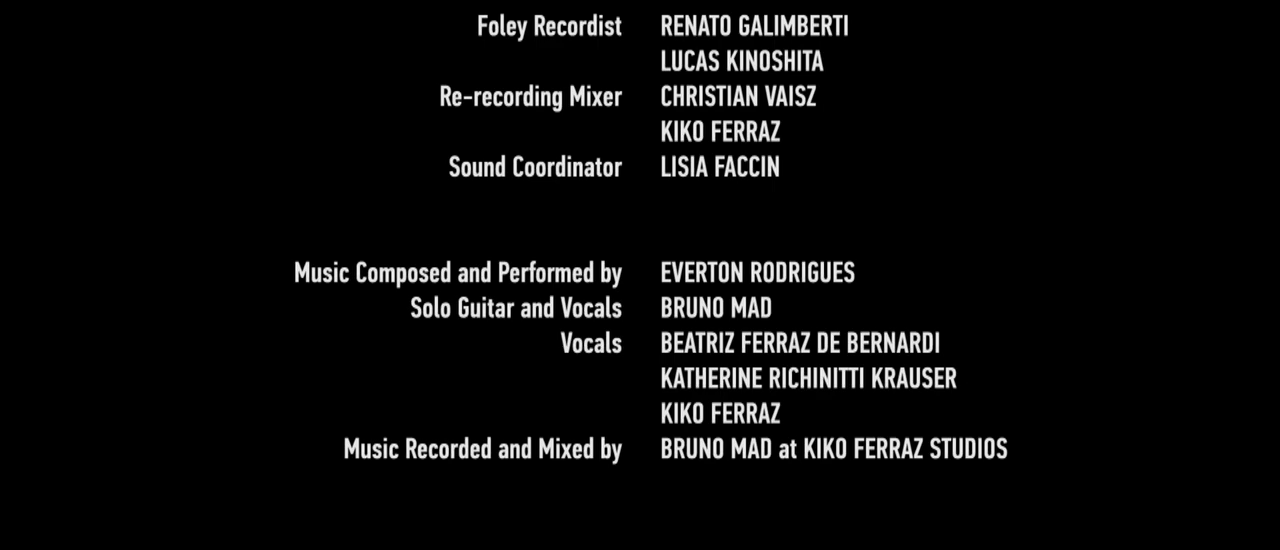 Foley Recordist RENATO GALIMBERTI
LUCAS KINOSHITA
Re-recording Mixer CHRISTIAN VAISZ
KIKO FERRAZ
Sound Coordinator LISIA FACCIN
Music Composed and Performed by EVERTON RODRIGUES
Solo Guitar and Vocals BRUNO MAD
Vocals BEATRIZ FERRAZ DE BERNARDI
KATHERINE RICHINITTI KRAUSER
KIKO FERRAZ
Music Recorded and Mixed by BRUNO MAD at KIKO FERRAZ STUDIOS